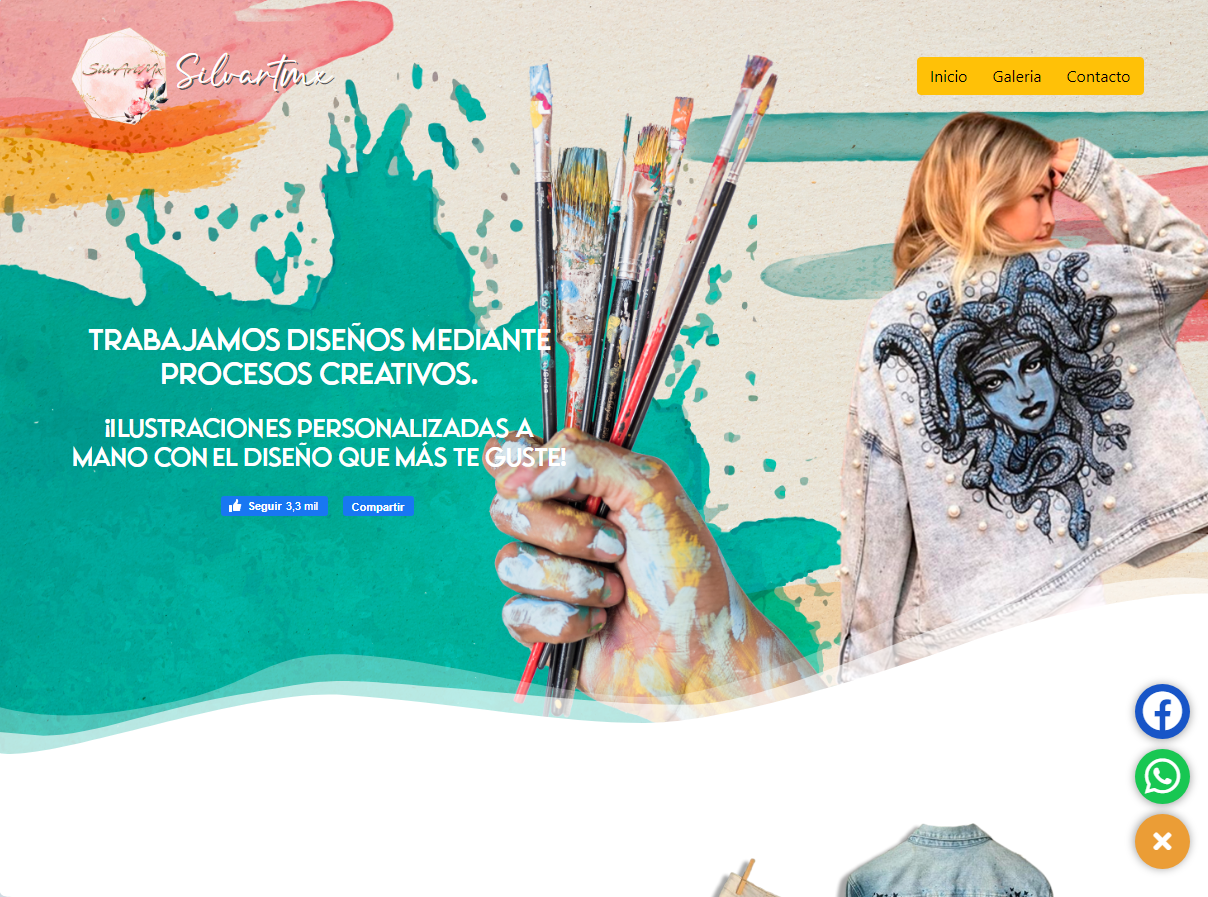 SilvArtMx
Silvartmx
Inicio
Galeria
Contacto
TRABAJAMOS DISEÑOS MEDIANTE
PROCESOS CREATIVOS.
¡ILUSTRACIONES PERSONALIZADAS A
MANO CON EL DISEÑO QUE MÁS TE GUSTE!
Seguir 3,3 mil
Compartir